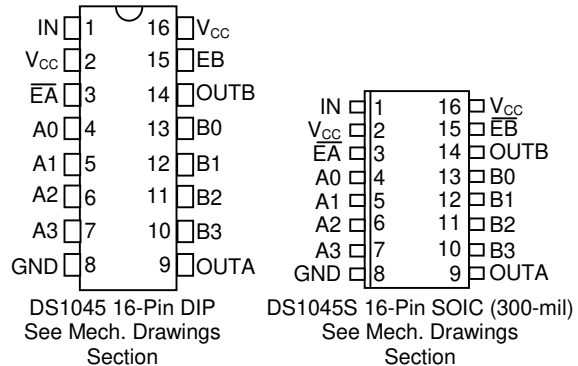 IN 1 16 VCC
VCC 2 15 EB
E̅A̅ 3 14 OUTB
A0 4 13 B0
A1 5 12 B1
A2 6 11 B2
A3 7 10 B3
GND 8 9 OUTA
DS1045 16-Pin DIP
See Mech. Drawings
Section
IN 1 16 VCC
VCC 2 15 E̅B̅
E̅A̅ 3 14 OUTB
A0 4 13 B0
A1 5 12 B1
A2 6 11 B2
A3 7 10 B3
GND 8 9 OUTA
DS1045S 16-Pin SOIC (300-mil)
See Mech. Drawings
Section